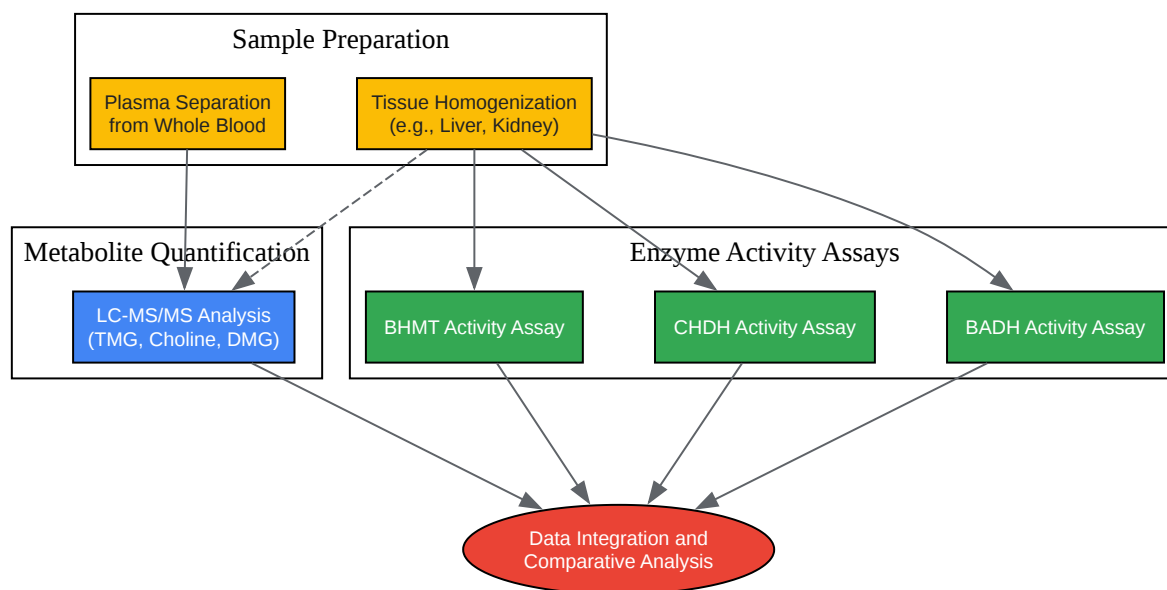 Sample Preparation
Plasma Separation
from Whole Blood
Tissue Homogenization
(e.g., Liver, Kidney)
Metabolite Quantification
LC-MS/MS Analysis
(TMG, Choline, DMG)
Enzyme Activity Assays
BHMT Activity Assay
CHDH Activity Assay
BADH Activity Assay
Data Integration and
Comparative Analysis